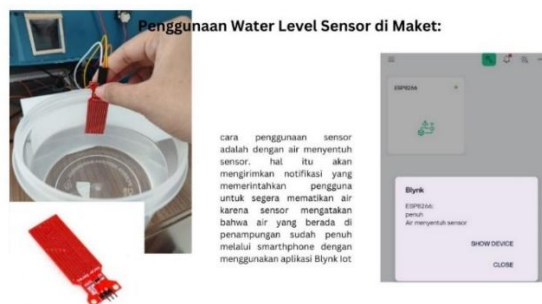 Penggunaan Water Level Sensor di Maket:
cara penggunaan sensor
adalah dengan air menyentuh
sensor. hal itu akan
mengirimkan notifikasi yang
memerintahkan pengguna
untuk segera mematikan air
karena sensor mengatakan
bahwa air yang berada di
penampungan sudah penuh
melalui smarthphone dengan
menggunakan aplikasi Blynk Iot
ESP8266
Blynk
ESP8266:
penuh
Air menyentuh sensor
SHOW DEVICE
CLOSE